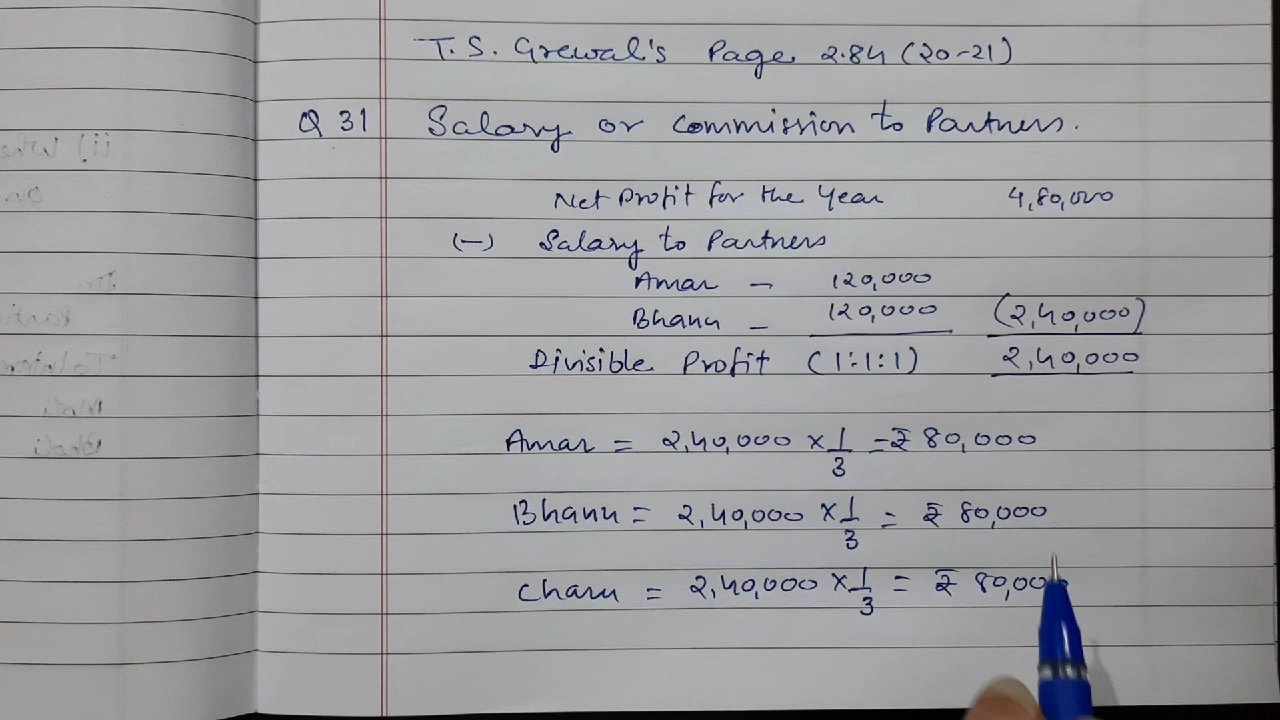 T. S. Grewal's Page 2.84 (20-21)
Q 31 Salary or Commission to Partners.
Net Profit for the Year 4,80,000
(-) Salary to Partners
Amar - 120,000
Bhanu - 120,000 (2,40,000)
Divisible Profit (1:1:1) 2,40,000
Amar = 2,40,000 × 1/3 = ₹ 80,000
Bhanu = 2,40,000 × 1/3 = ₹ 80,000
Charu = 2,40,000 × 1/3 = ₹ 80,000